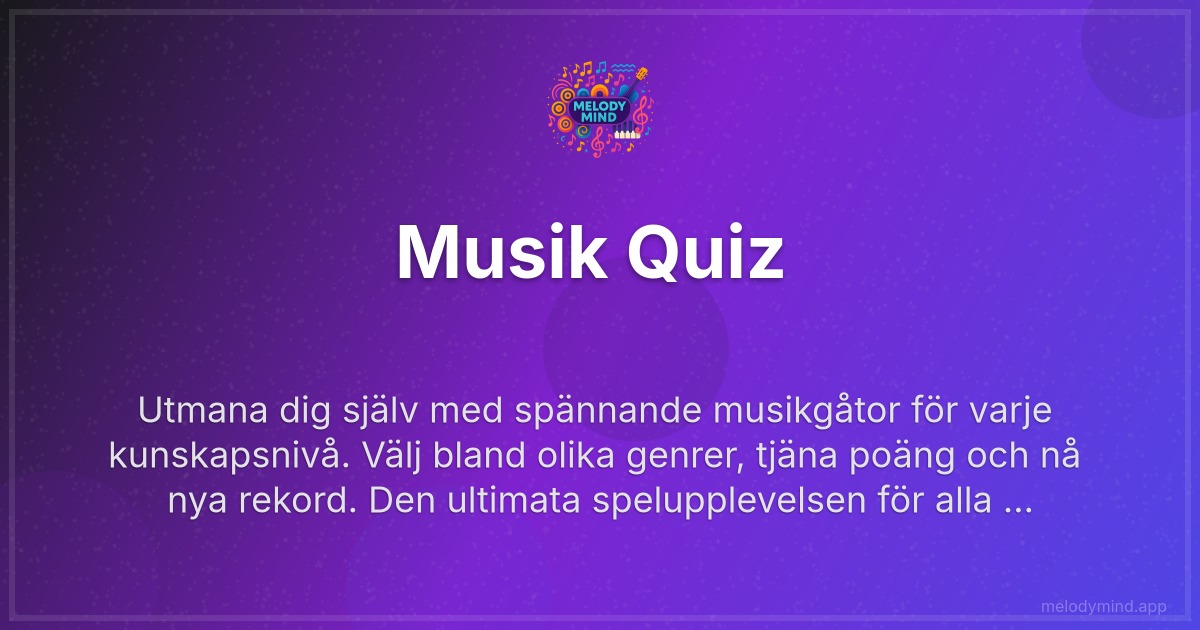 MELODY
MIND
Musik Quiz
Utmana dig själv med spännande musikgåtor för varje
kunskapsnivå. Välj bland olika genrer, tjäna poäng och nå
nya rekord. Den ultimata spelupplevelsen för alla ...
melodymind.app